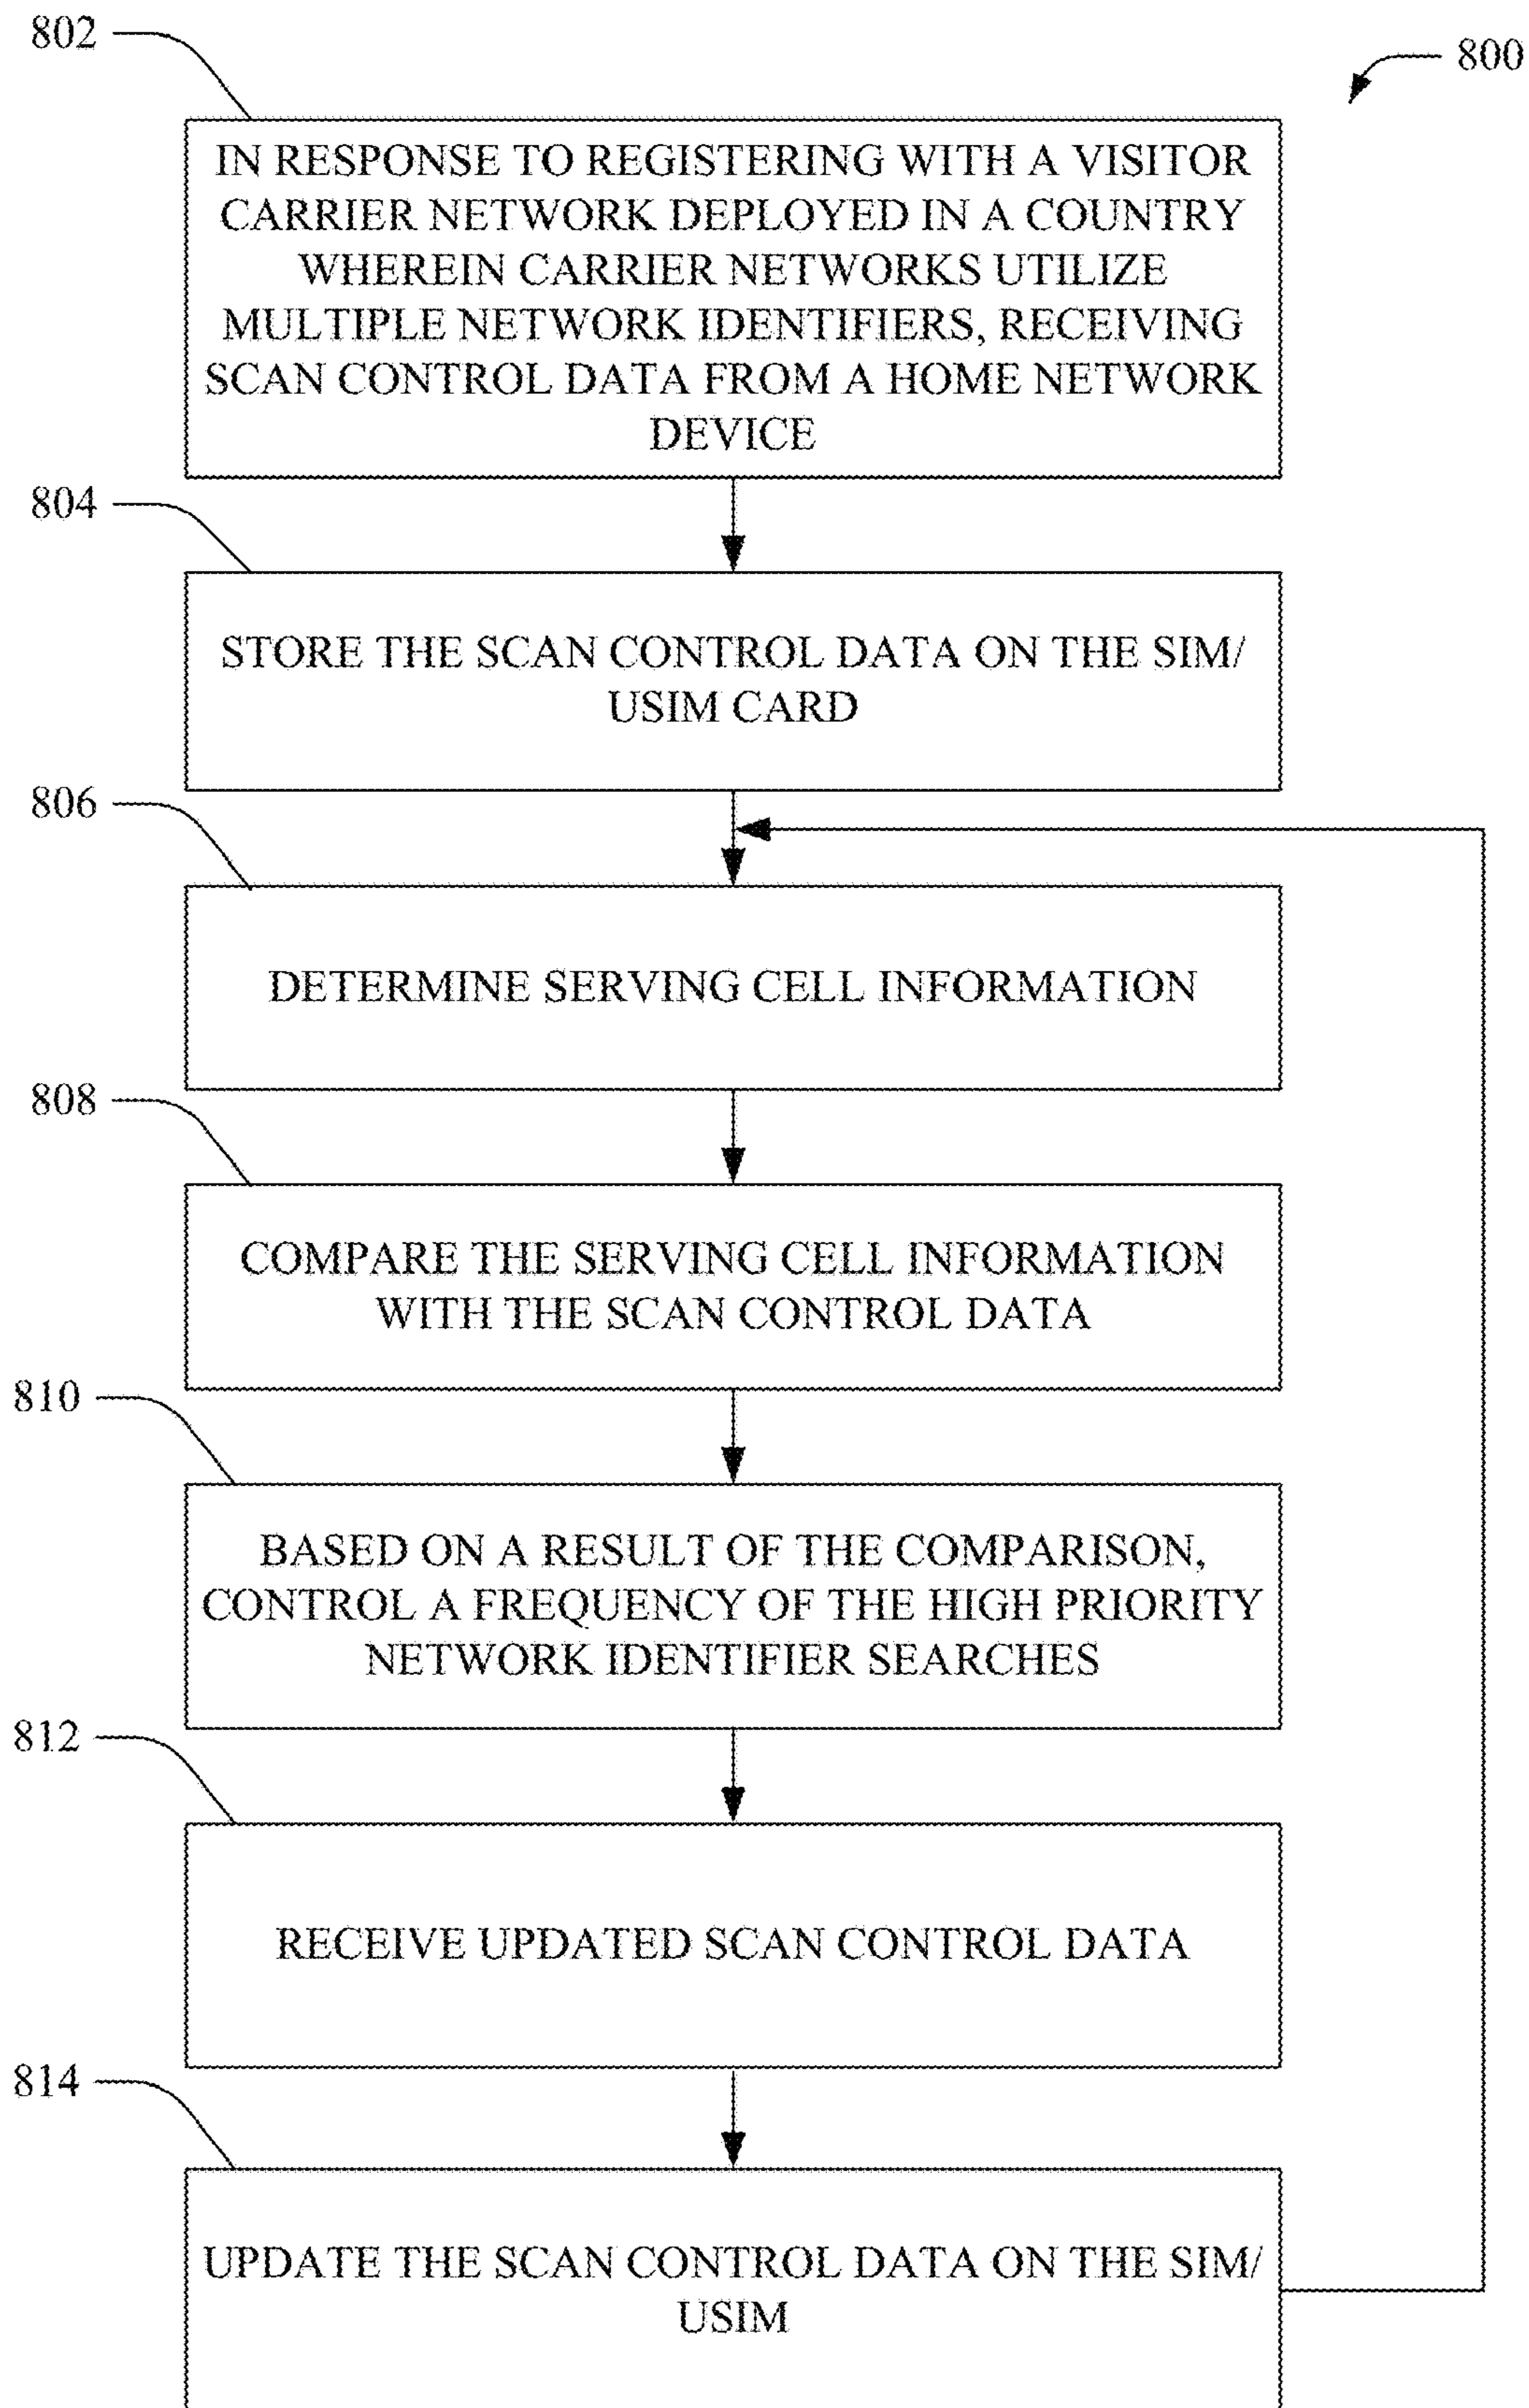 802
800
IN RESPONSE TO REGISTERING WITH A VISITOR
CARRIER NETWORK DEPLOYED IN A COUNTRY
WHEREIN CARRIER NETWORKS UTILIZE
MULTIPLE NETWORK IDENTIFIERS, RECEIVING
SCAN CONTROL DATA FROM A HOME NETWORK
DEVICE
804
STORE THE SCAN CONTROL DATA ON THE SIM/
USIM CARD
806
DETERMINE SERVING CELL INFORMATION
808
COMPARE THE SERVING CELL INFORMATION
WITH THE SCAN CONTROL DATA
810
BASED ON A RESULT OF THE COMPARISON,
CONTROL A FREQUENCY OF THE HIGH PRIORITY
NETWORK IDENTIFIER SEARCHES
812
RECEIVE UPDATED SCAN CONTROL DATA
814
UPDATE THE SCAN CONTROL DATA ON THE SIM/
USIM